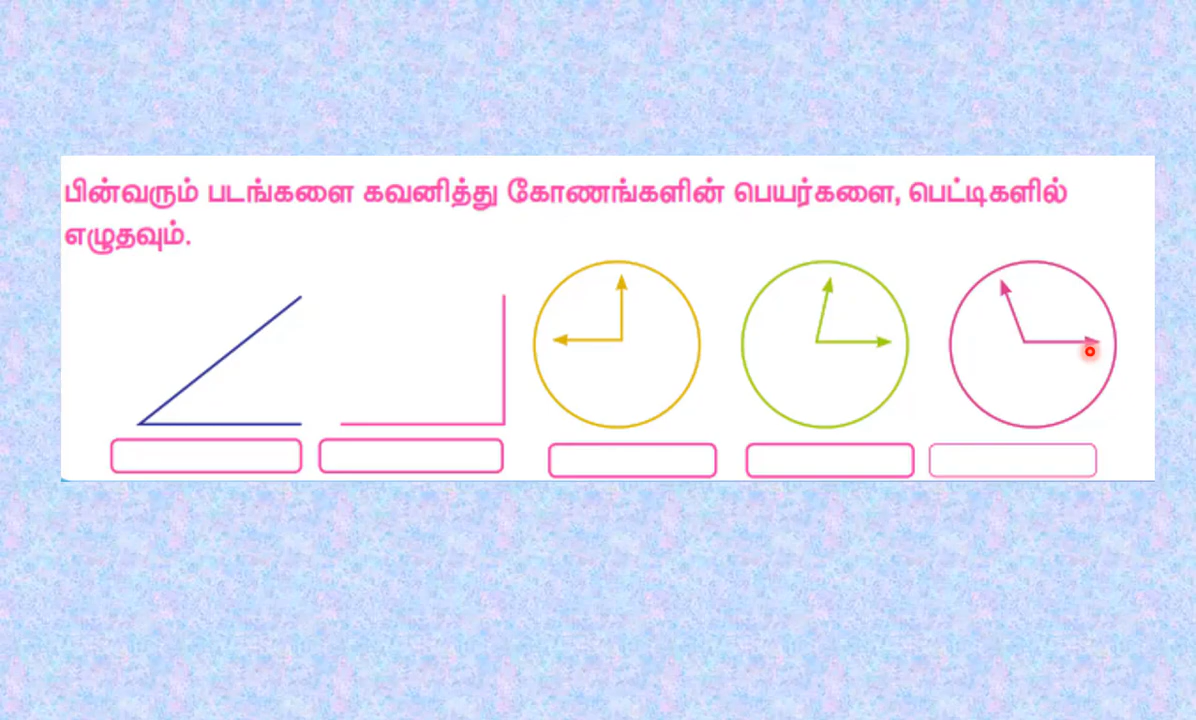 பின்வரும் படங்களை கவனித்து கோணங்களின் பெயர்களை, பெட்டிகளில்
எழுதவும்.